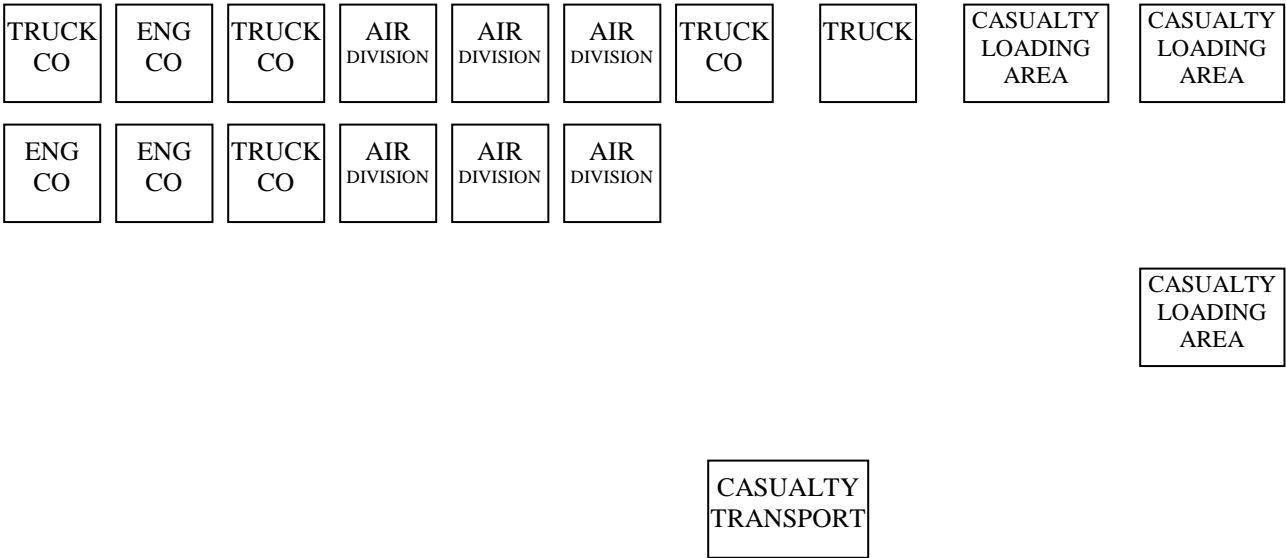 TRUCK
CO
ENG
CO
TRUCK
CO
AIR
DIVISION
AIR
DIVISION
AIR
DIVISION
TRUCK
CO
TRUCK
CASUALTY
LOADING
AREA
CASUALTY
LOADING
AREA
ENG
CO
ENG
CO
TRUCK
CO
AIR
DIVISION
AIR
DIVISION
AIR
DIVISION
CASUALTY
LOADING
AREA
CASUALTY
TRANSPORT